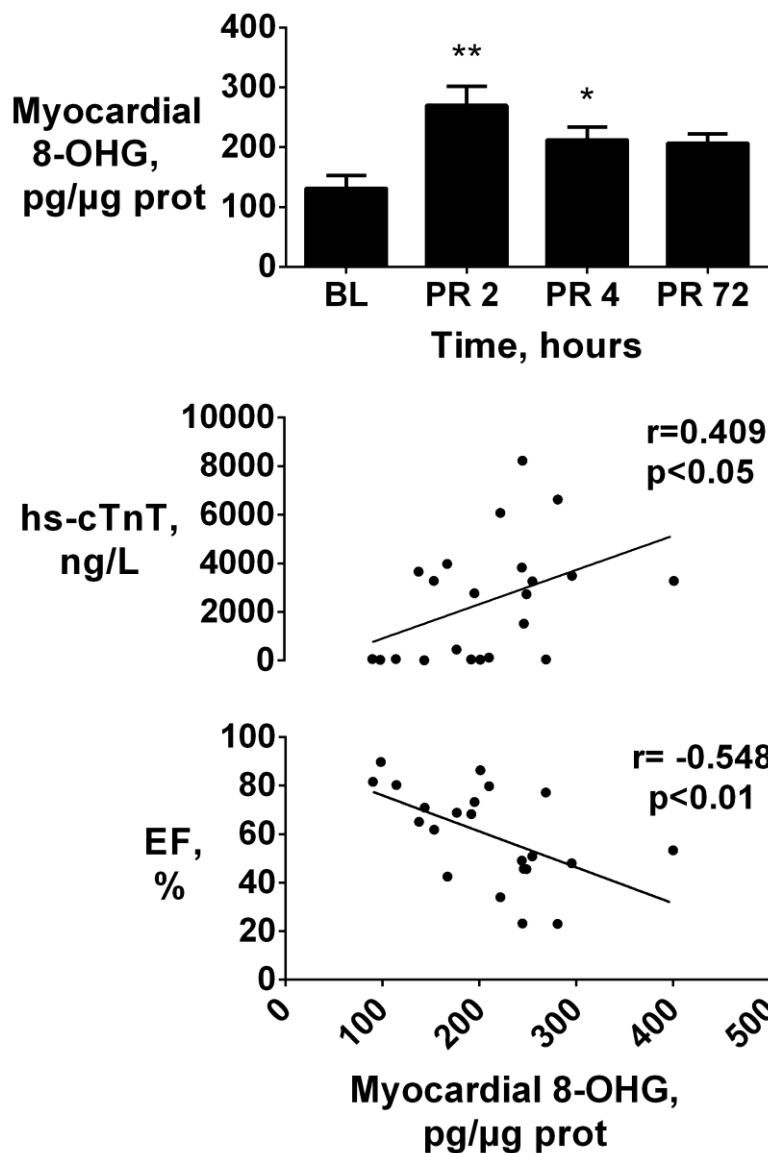 400
300
200
100
0
Myocardial
8-OHG,
pg/µg prot
**
*
BL PR 2 PR 4 PR 72
Time, hours
10000
8000
6000
4000
2000
0
hs-cTnT,
ng/L
r=0.409
p<0.05
100
80
60
40
20
0
EF,
%
r= -0.548
p<0.01
0 100 200 300 400 500
Myocardial 8-OHG,
pg/µg prot